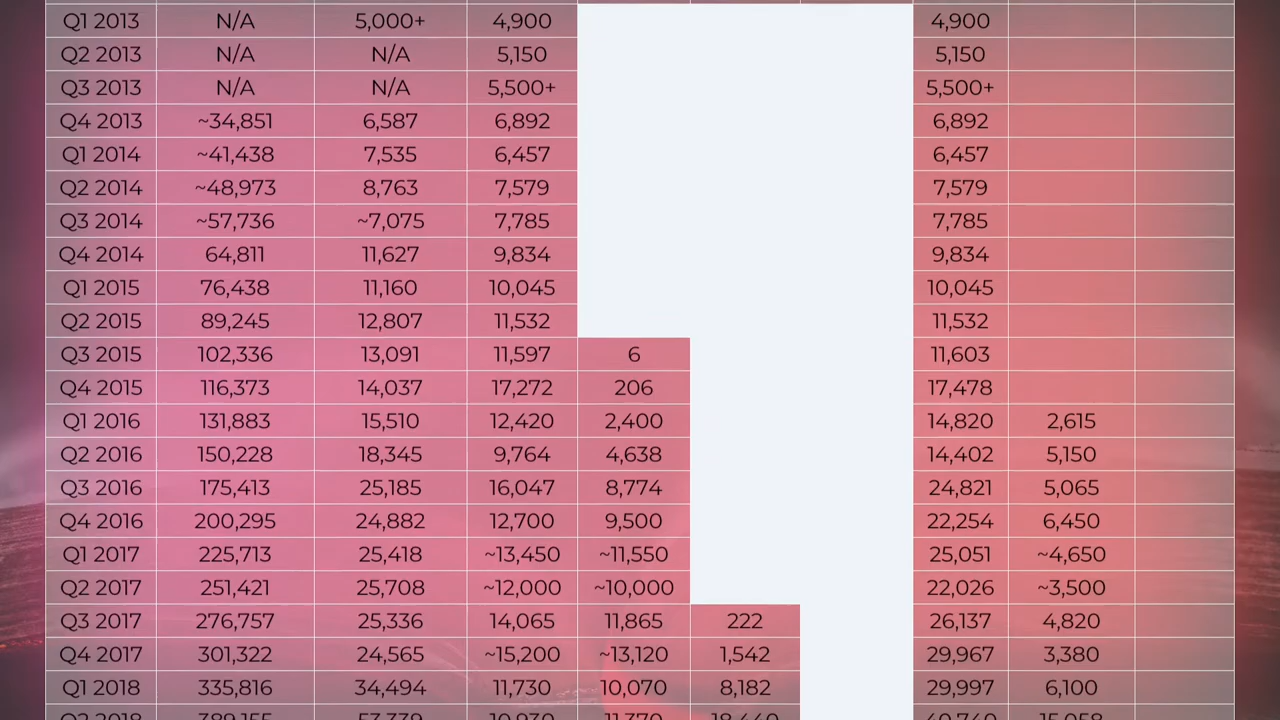 Q1 2013 N/A 5,000+ 4,900 4,900
Q2 2013 N/A N/A 5,150 5,150
Q3 2013 N/A N/A 5,500+ 5,500+
Q4 2013 ~34,851 6,587 6,892 6,892
Q1 2014 ~41,438 7,535 6,457 6,457
Q2 2014 ~48,973 8,763 7,579 7,579
Q3 2014 ~57,736 ~7,075 7,785 7,785
Q4 2014 64,811 11,627 9,834 9,834
Q1 2015 76,438 11,160 10,045 10,045
Q2 2015 89,245 12,807 11,532 11,532
Q3 2015 102,336 13,091 11,597 6 11,603
Q4 2015 116,373 14,037 17,272 206 17,478
Q1 2016 131,883 15,510 12,420 2,400 14,820 2,615
Q2 2016 150,228 18,345 9,764 4,638 14,402 5,150
Q3 2016 175,413 25,185 16,047 8,774 24,821 5,065
Q4 2016 200,295 24,882 12,700 9,500 22,254 6,450
Q1 2017 225,713 25,418 ~13,450 ~11,550 25,051 ~4,650
Q2 2017 251,421 25,708 ~12,000 ~10,000 22,026 ~3,500
Q3 2017 276,757 25,336 14,065 11,865 222 26,137 4,820
Q4 2017 301,322 24,565 ~15,200 ~13,120 1,542 29,967 3,380
Q1 2018 335,816 34,494 11,730 10,070 8,182 29,997 6,100